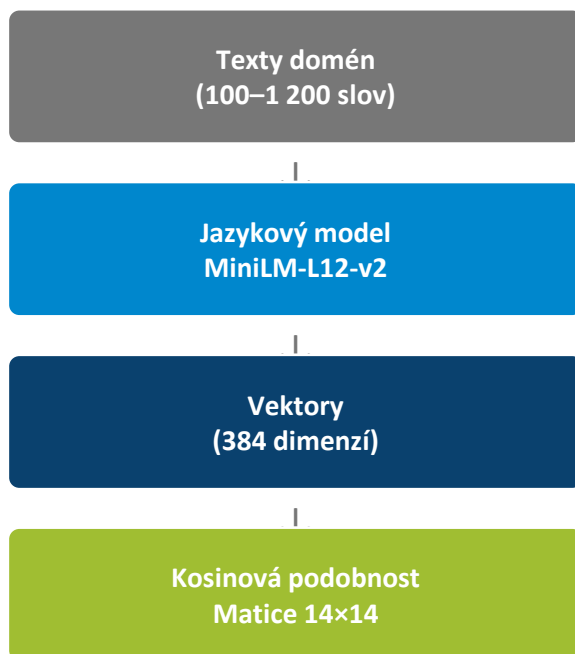 Texty domén
(100–1 200 slov)
Jazykový model
MiniLM-L12-v2
Vektory
(384 dimenzí)
Kosinová podobnost
Matice 14×14